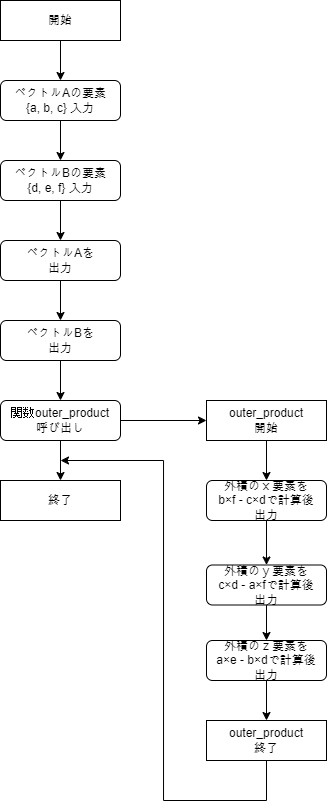 開始
ベクトルAの要素
{a, b, c} 入力
ベクトルBの要素
{d, e, f} 入力
ベクトルAを
出力
ベクトルBを
出力
関数outer_product
呼び出し
終了
outer_product
開始
外積のｘ要素を
b×f - c×dで計算後
出力
外積のｙ要素を
c×d - a×fで計算後
出力
外積のｚ要素を
a×e - b×dで計算後
出力
outer_product
終了